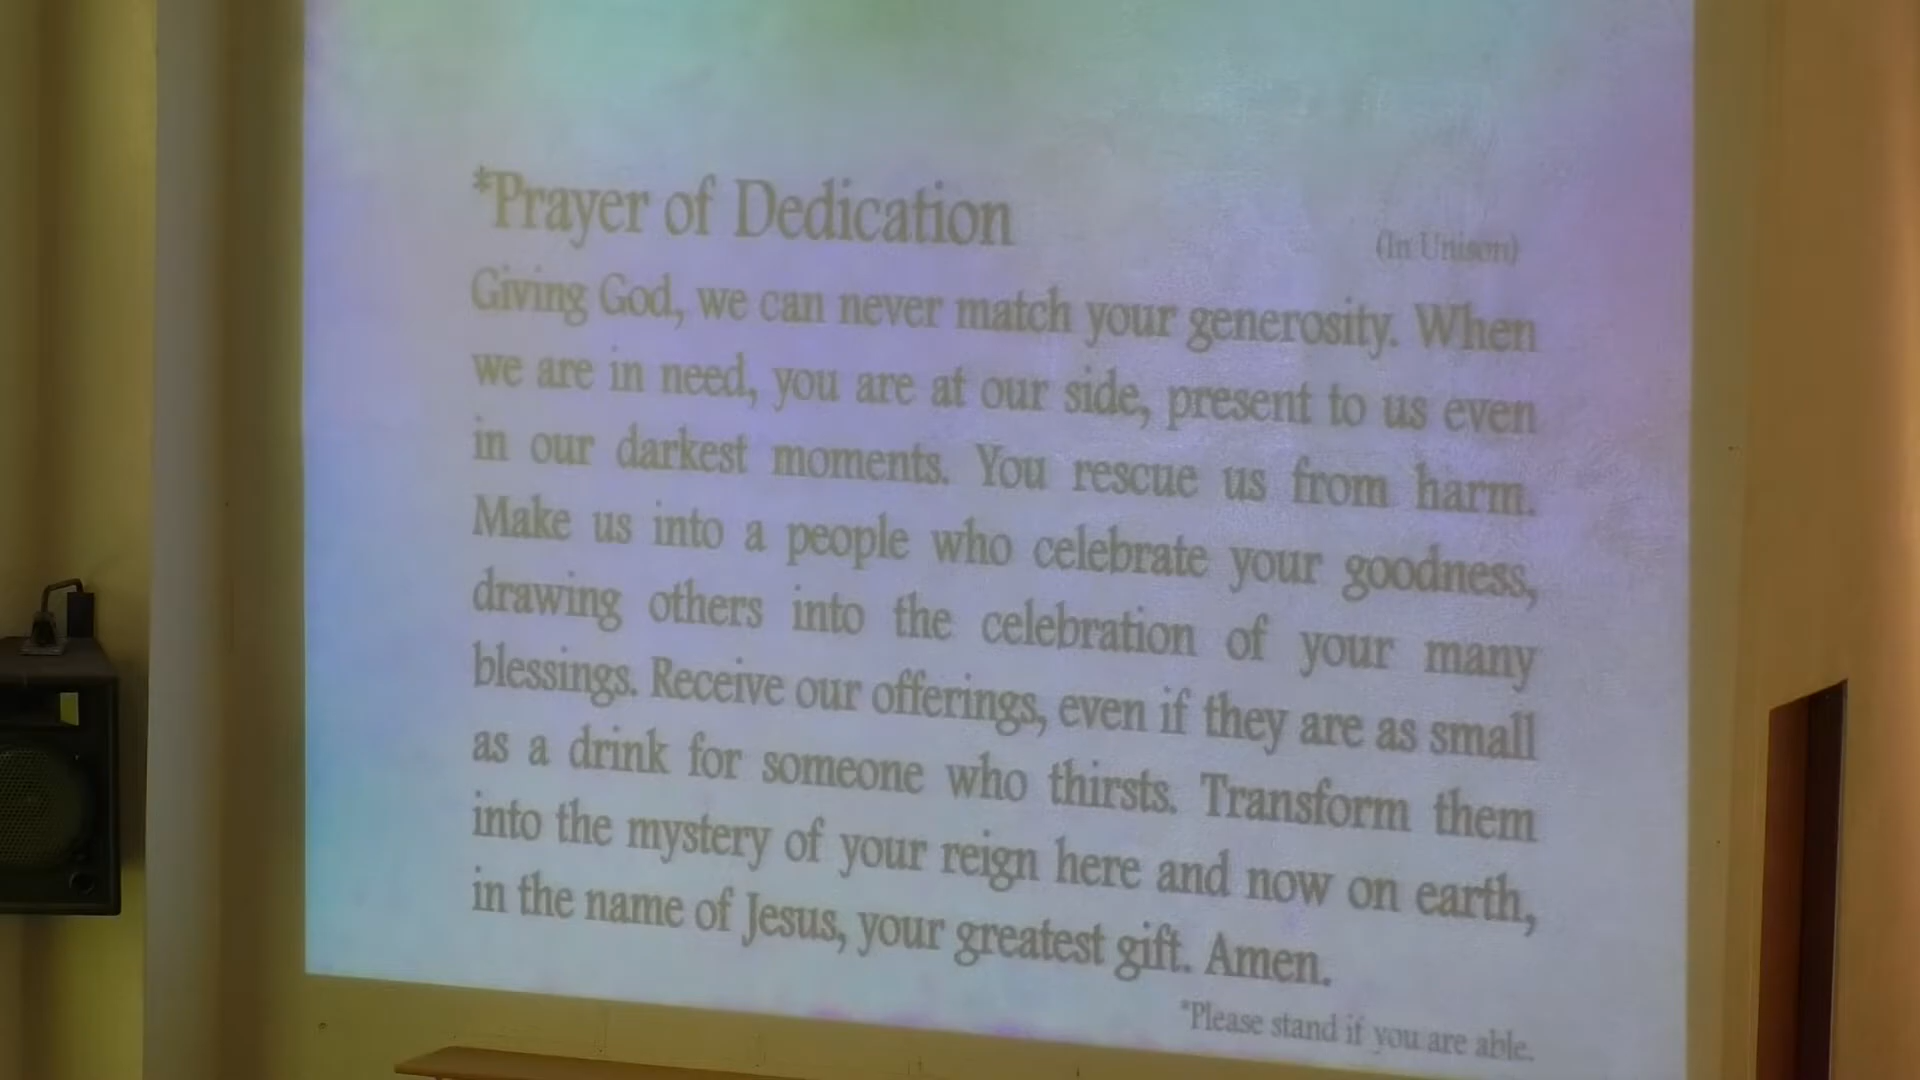 *Prayer of Dedication
(In Unison)
Giving God, we can never match your generosity. When
we are in need, you are at our side, present to us even
in our darkest moments. You rescue us from harm.
Make us into a people who celebrate your goodness,
drawing others into the celebration of your many
blessings. Receive our offerings, even if they are as small
as a drink for someone who thirsts. Transform them
into the mystery of your reign here and now on earth,
in the name of Jesus, your greatest gift. Amen.
*Please stand if you are able.